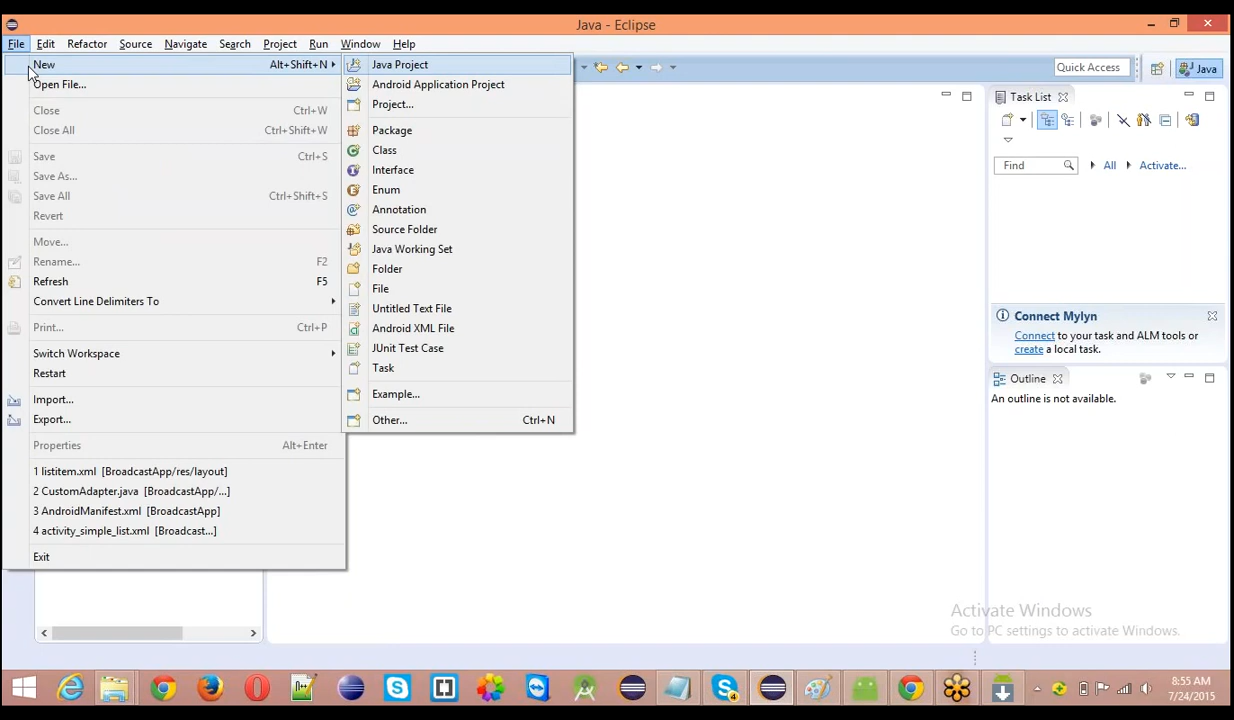 Java - Eclipse
File Edit Refactor Source Navigate Search Project Run Window Help
New Alt+Shift+N
Open File...
Close Ctrl+W
Close All Ctrl+Shift+W
Save Ctrl+S
Save As...
Save All Ctrl+Shift+S
Revert
Move...
Rename... F2
Refresh F5
Convert Line Delimiters To
Print... Ctrl+P
Switch Workspace
Restart
Import...
Export...
Properties Alt+Enter
1 listitem.xml [BroadcastApp/res/layout]
2 CustomAdapter.java [BroadcastApp/...]
3 AndroidManifest.xml [BroadcastApp]
4 activity_simple_list.xml [Broadcast...]
Exit
Java Project
Android Application Project
Project...
Package
Class
Interface
Enum
Annotation
Source Folder
Java Working Set
Folder
File
Untitled Text File
Android XML File
JUnit Test Case
Task
Example...
Other... Ctrl+N
Quick Access
Java
Task List
Find All Activate...
Connect Mylyn
Connect to your task and ALM tools or
create a local task.
Outline
An outline is not available.
Activate Windows
Go to PC settings to activate Windows.
4
8:55 AM
7/24/2015